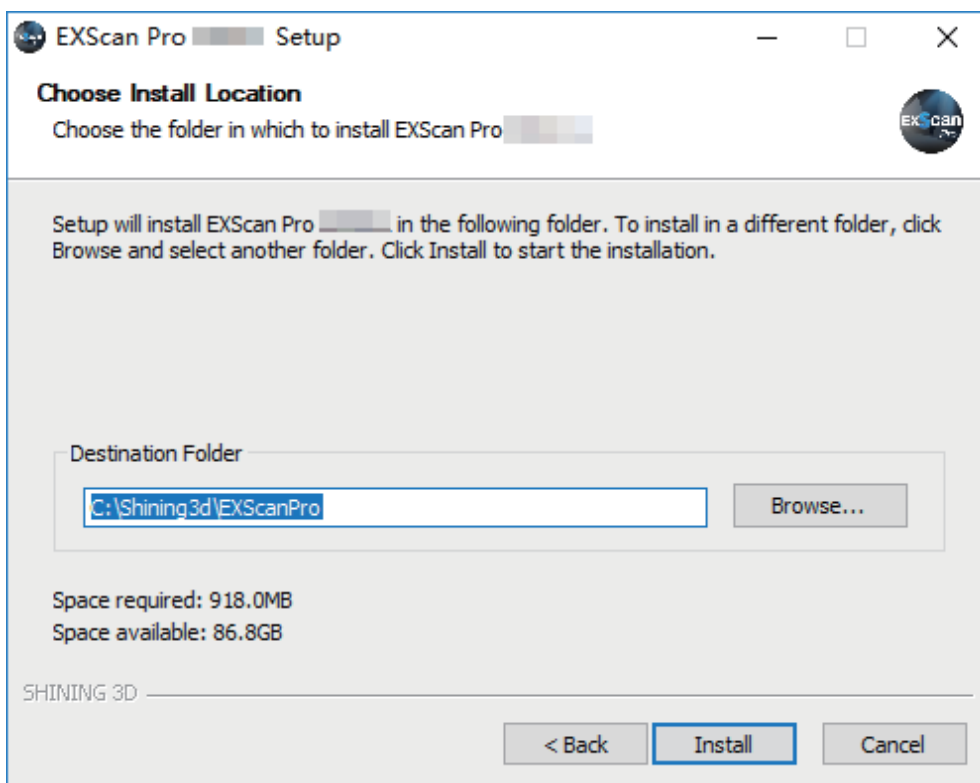 EXScan Pro Setup
Choose Install Location
Choose the folder in which to install EXScan Pro
exScan
Pro
Setup will install EXScan Pro in the following folder. To install in a different folder, click
Browse and select another folder. Click Install to start the installation.
Destination Folder
C:\Shining3d\EXScanPro
Browse...
Space required: 918.0MB
Space available: 86.8GB
SHINING 3D
< Back
Install
Cancel